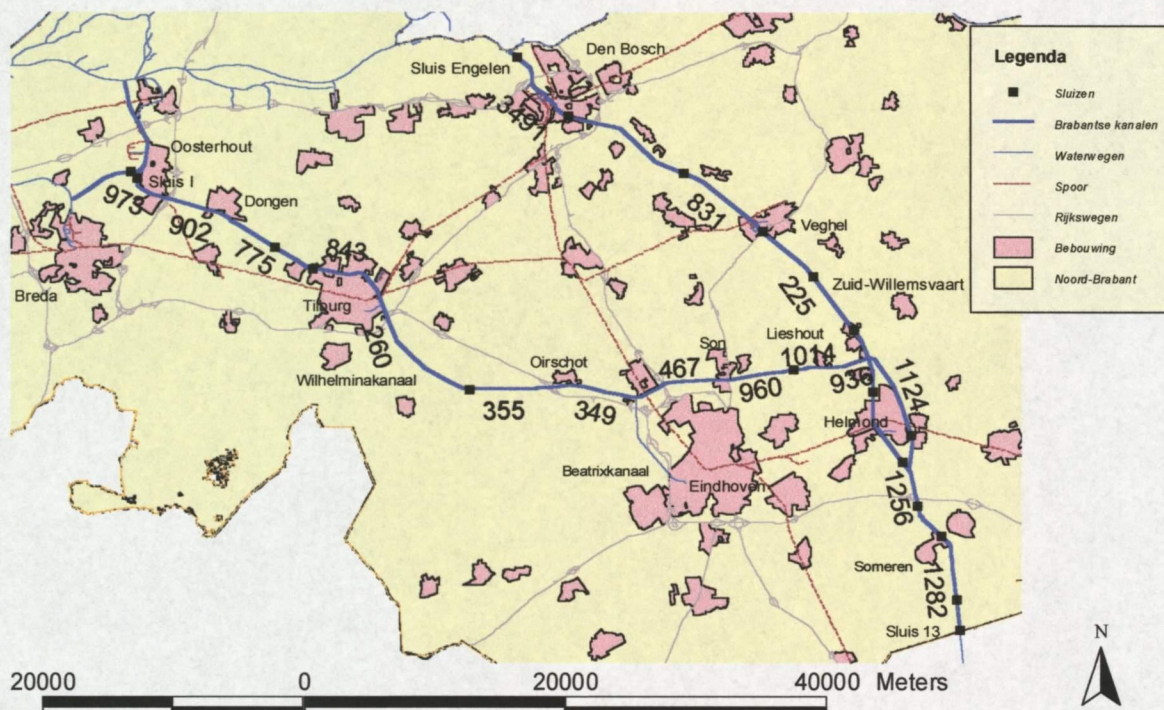 Den Bosch
Sluis Engelen
3497
Oosterhout
Sluis I
973
902
Dongen
775
843
Breda
Tilburg
260
Wilhelminakanaal
831
Veghel
225
Zuid-Willemsvaart
Oirschot
355
349
467
Son
960
Lieshout
1014
936
1124
Helmond
Beatrixkanaal
Eindhoven
1256
Someren
1282
Sluis 13
Legenda
Sluizen
Brabantse kanalen
Waterwegen
Spoor
Rijkswegen
Bebouwing
Noord-Brabant
N
20000 0 20000 40000 Meters